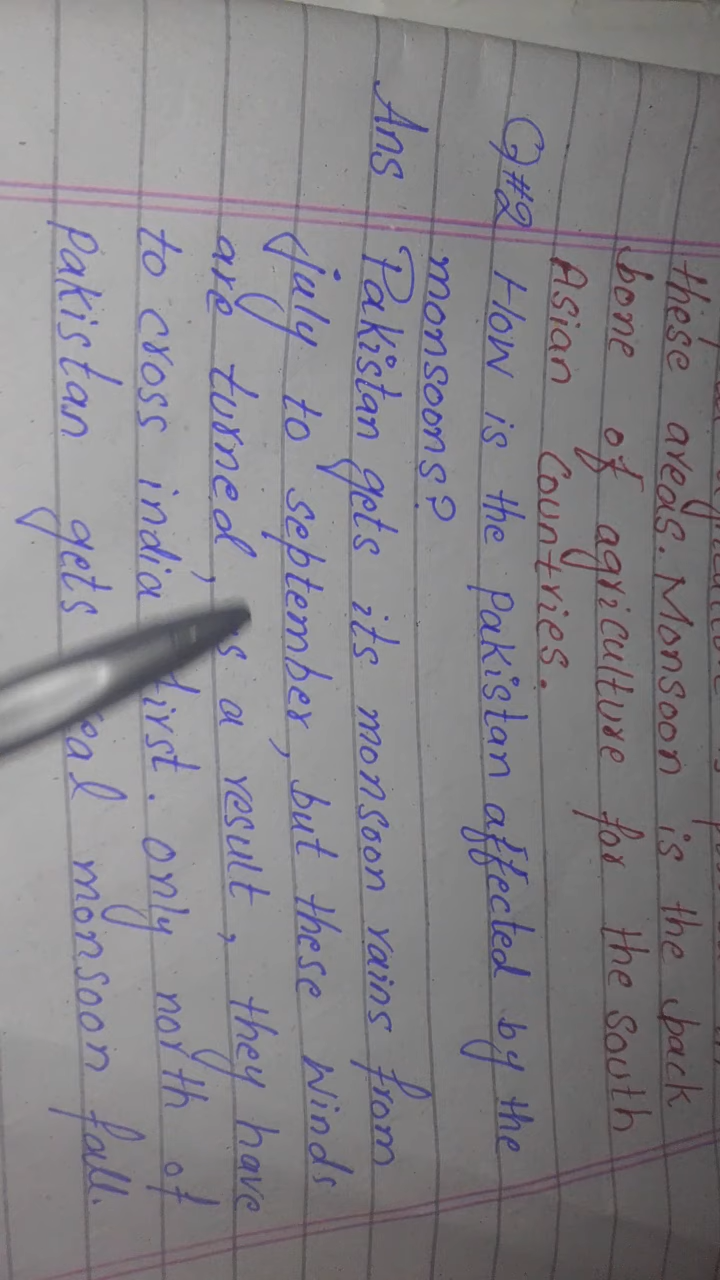 these areas. Monsoon is the back
bone of agriculture for the south
Asian Countries.
Q#2 How is the pakistan affected by the
monsoons?
Ans Pakistan gets its monsoon rains from
july to september, but these winds
are turned a result, they have
to cross india first. only north of
pakistan gets monsoon fall.